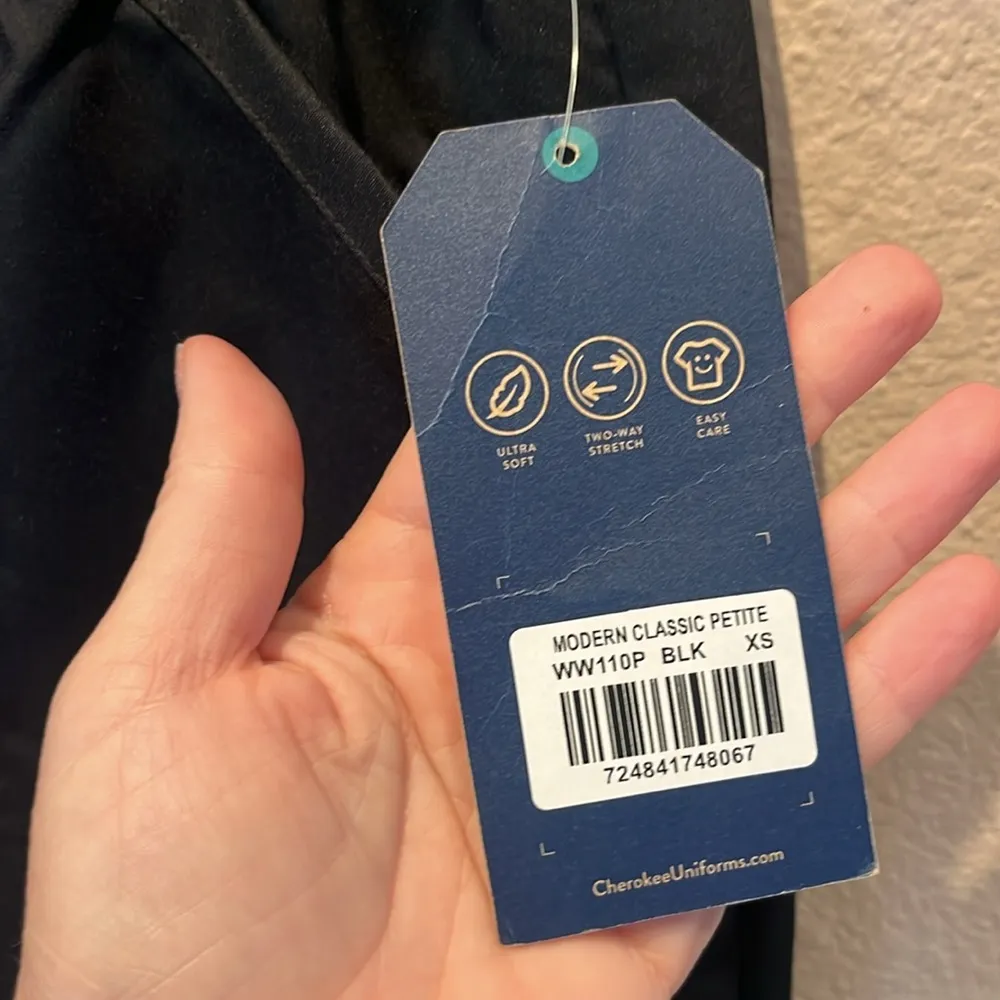 ULTRA
SOFT
TWO-WAY
STRETCH
EASY
CARE
MODERN CLASSIC PETITE
WW110P BLK XS
724841748067
CherokeeUniforms.com